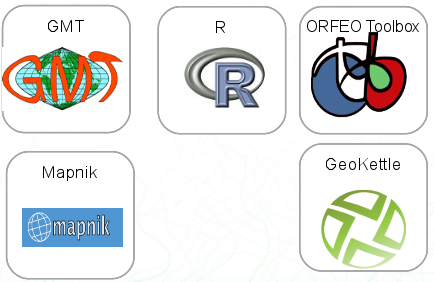 GMT
GMT
R
R
ORFEO Toolbox
Mapnik
mapnik
GeoKettle